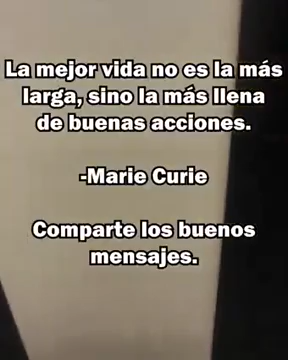 La mejor vida no es la más
larga, sino la más llena
de buenas acciones.
-Marie Curie
Comparte los buenos
mensajes.